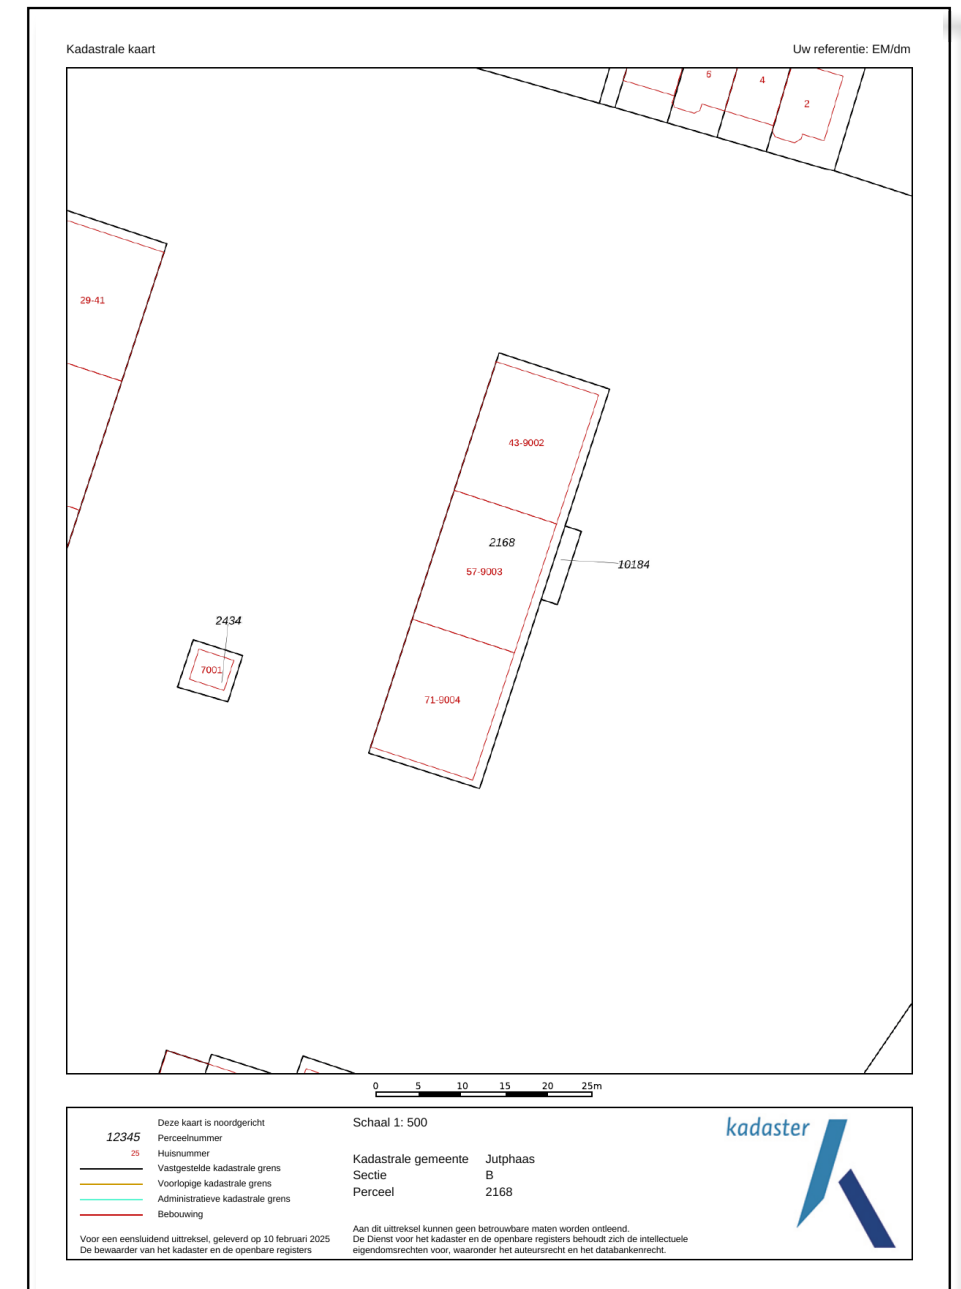 Kadastrale kaart
Uw referentie: EM/dm
6
4
2
29-41
43-9002
2168
57-9003
10184
2434
7001
71-9004
0 5 10 15 20 25m
Deze kaart is noordgericht
12345 Perceelnummer
25 Huisnummer
Vastgestelde kadastrale grens
Voorlopige kadastrale grens
Administratieve kadastrale grens
Bebouwing
Voor een eensluidend uittreksel, geleverd op 10 februari 2025
De bewaarder van het kadaster en de openbare registers
Schaal 1: 500
Kadastrale gemeente Jutphaas
Sectie B
Perceel 2168
Aan dit uittreksel kunnen geen betrouwbare maten worden ontleend.
De Dienst voor het kadaster en de openbare registers behoudt zich de intellectuele
eigendomsrechten voor, waaronder het auteursrecht en het databankenrecht.
kadaster